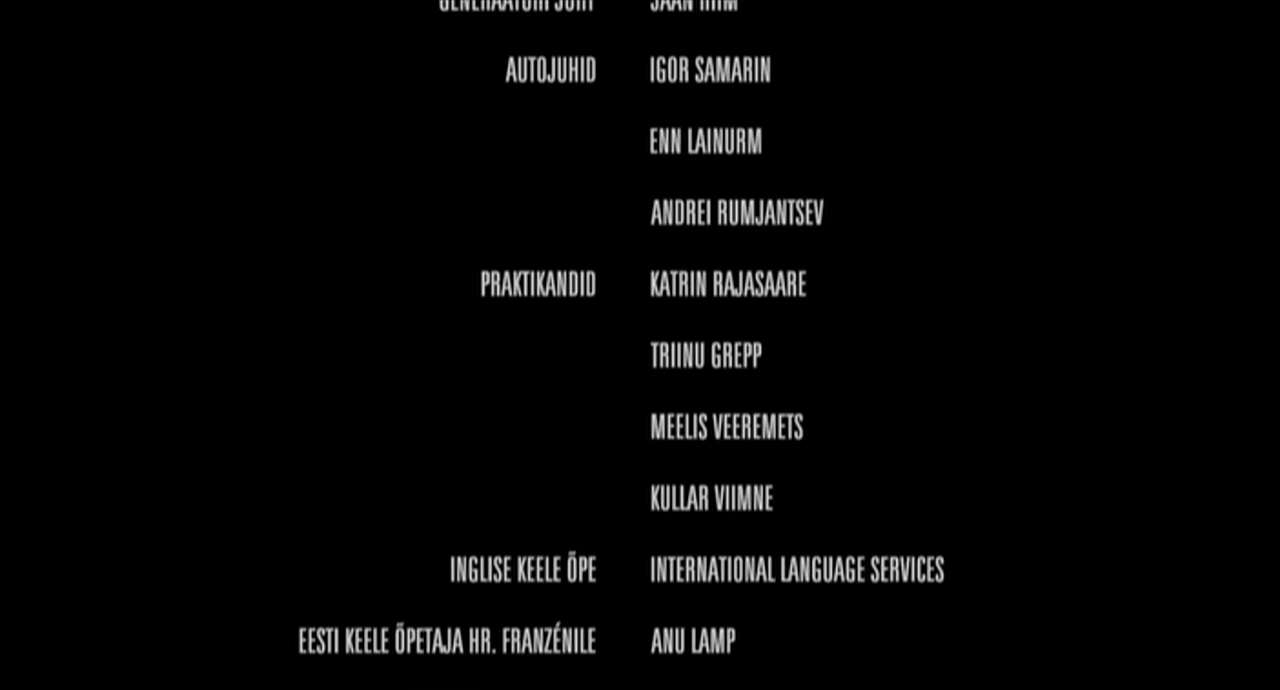 AUTOJUHID IGOR SAMARIN
ENN LAINURM
ANDREI RUMJANTSEV
PRAKTIKANDID KATRIN RAJASAARE
TRIINU GREPP
MEELIS VEEREMETS
KULLAR VIIMNE
INGLISE KEELE ÕPE INTERNATIONAL LANGUAGE SERVICES
EESTI KEELE ÕPETAJA HR. FRANZÉNILE ANU LAMP